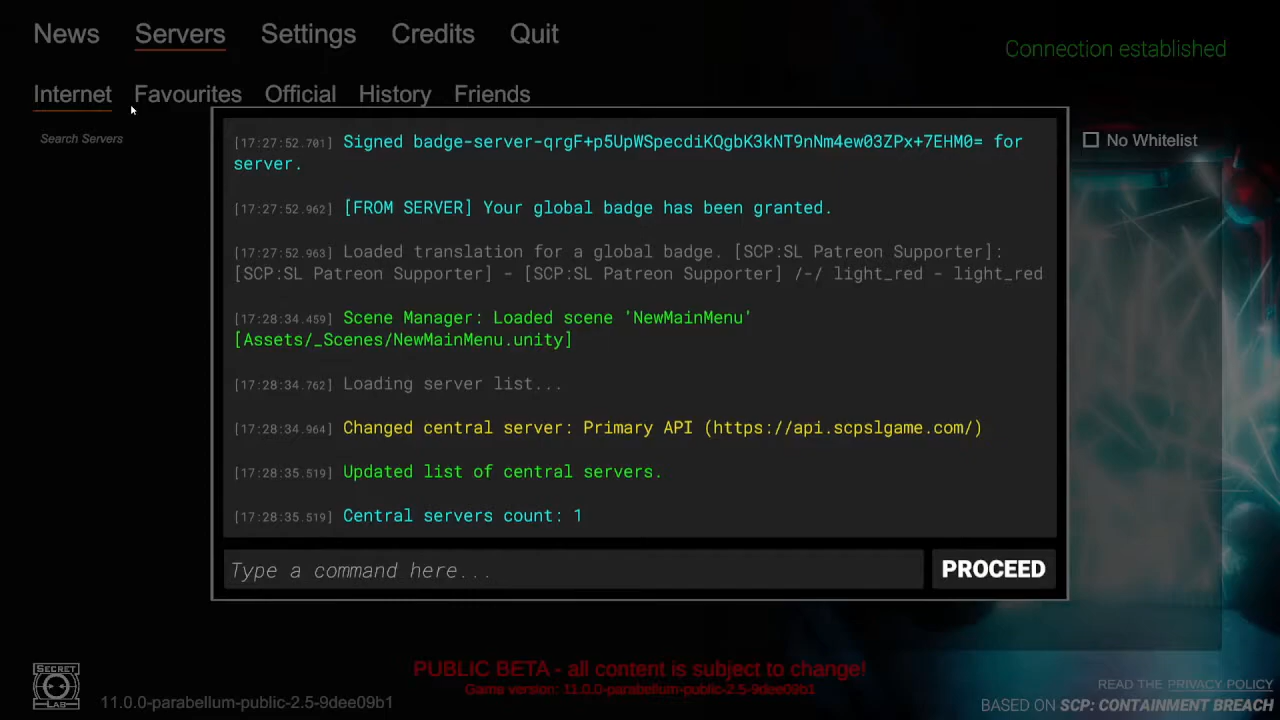 News Servers Settings Credits Quit
Connection established
Internet Favourites Official History Friends
Search Servers
No Whitelist
[17:27:52.701] Signed badge-server-qrgF+p5UpWSpecdiKQgbK3kNT9nNm4ew03ZPx+7EHM0= for
server.
[17:27:52.962] [FROM SERVER] Your global badge has been granted.
[17:27:52.963] Loaded translation for a global badge. [SCP:SL Patreon Supporter]:
[SCP:SL Patreon Supporter] - [SCP:SL Patreon Supporter] /-/ light_red - light_red
[17:28:34.459] Scene Manager: Loaded scene 'NewMainMenu'
[Assets/_Scenes/NewMainMenu.unity]
[17:28:34.762] Loading server list...
[17:28:34.964] Changed central server: Primary API (https://api.scpslgame.com/)
[17:28:35.519] Updated list of central servers.
[17:28:35.519] Central servers count: 1
Type a command here...
PROCEED
PUBLIC BETA - all content is subject to change!
Game version: 11.0.0-parabellum-public-2.5-9dee09b1
SECRET
LAB
11.0.0-parabellum-public-2.5-9dee09b1
READ THE PRIVACY POLICY
BASED ON SCP: CONTAINMENT BREACH